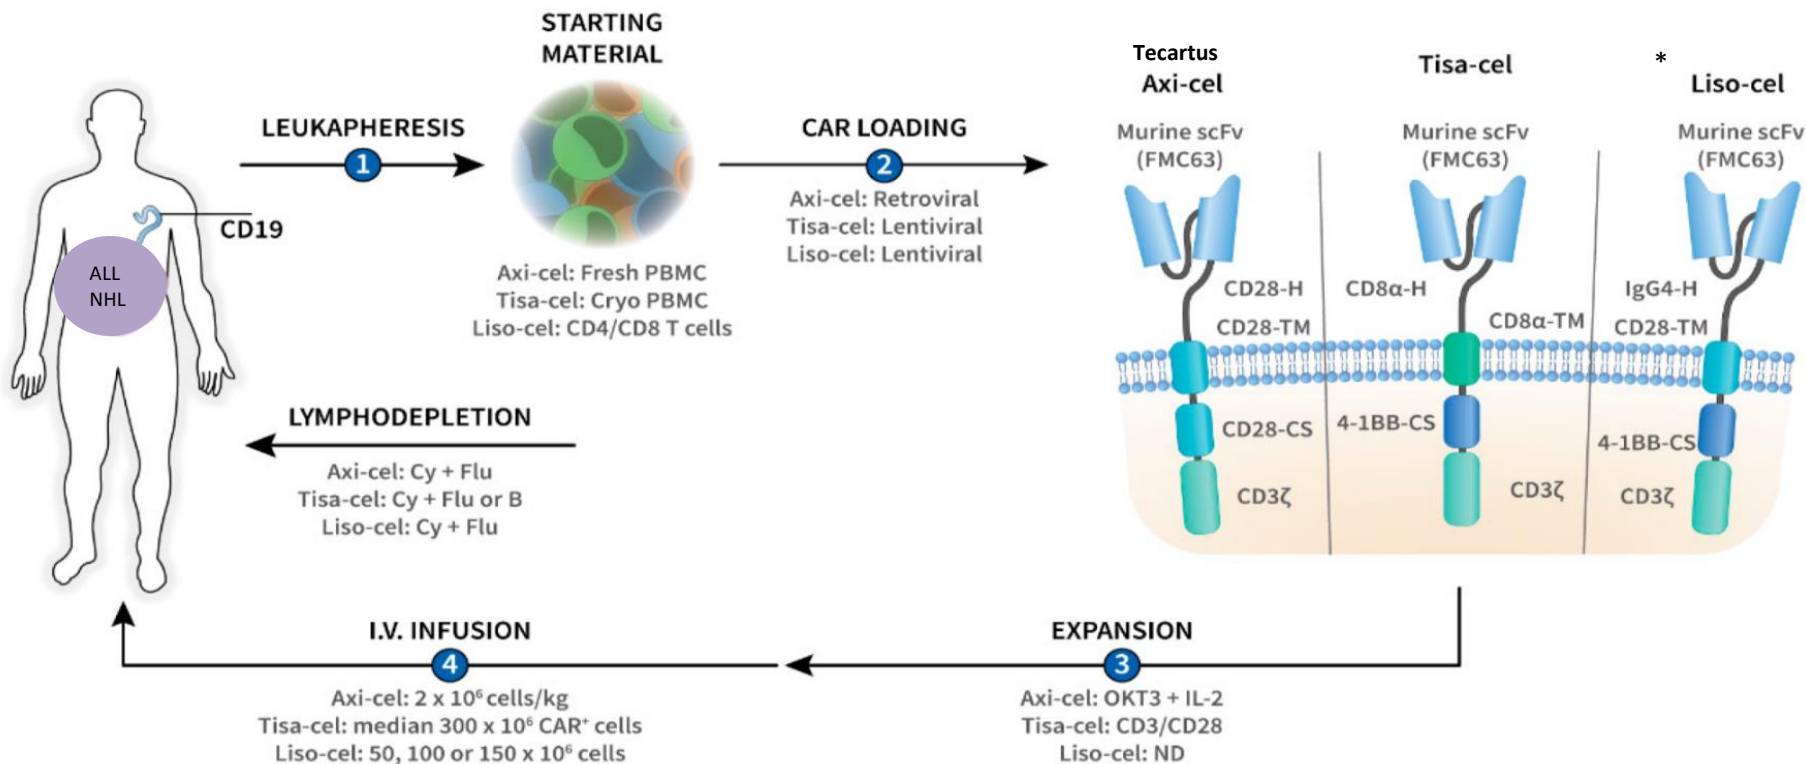 STARTING
MATERIAL
LEUKAPHERESIS
1
CD19
ALL
NHL
Axi-cel: Fresh PBMC
Tisa-cel: Cryo PBMC
Liso-cel: CD4/CD8 T cells
CAR LOADING
2
Axi-cel: Retroviral
Tisa-cel: Lentiviral
Liso-cel: Lentiviral
Tecartus
Axi-cel
Murine scFv
(FMC63)
CD28-H
CD28-TM
CD28-CS
CD3ζ
Tisa-cel
Murine scFv
(FMC63)
CD8α-H
CD8α-TM
4-1BB-CS
CD3ζ
*
Liso-cel
Murine scFv
(FMC63)
IgG4-H
CD28-TM
4-1BB-CS
CD3ζ
LYMPHODEPLETION
Axi-cel: Cy + Flu
Tisa-cel: Cy + Flu or B
Liso-cel: Cy + Flu
EXPANSION
3
Axi-cel: OKT3 + IL-2
Tisa-cel: CD3/CD28
Liso-cel: ND
I.V. INFUSION
4
Axi-cel: 2 x 10⁶ cells/kg
Tisa-cel: median 300 x 10⁶ CAR⁺ cells
Liso-cel: 50, 100 or 150 x 10⁶ cells